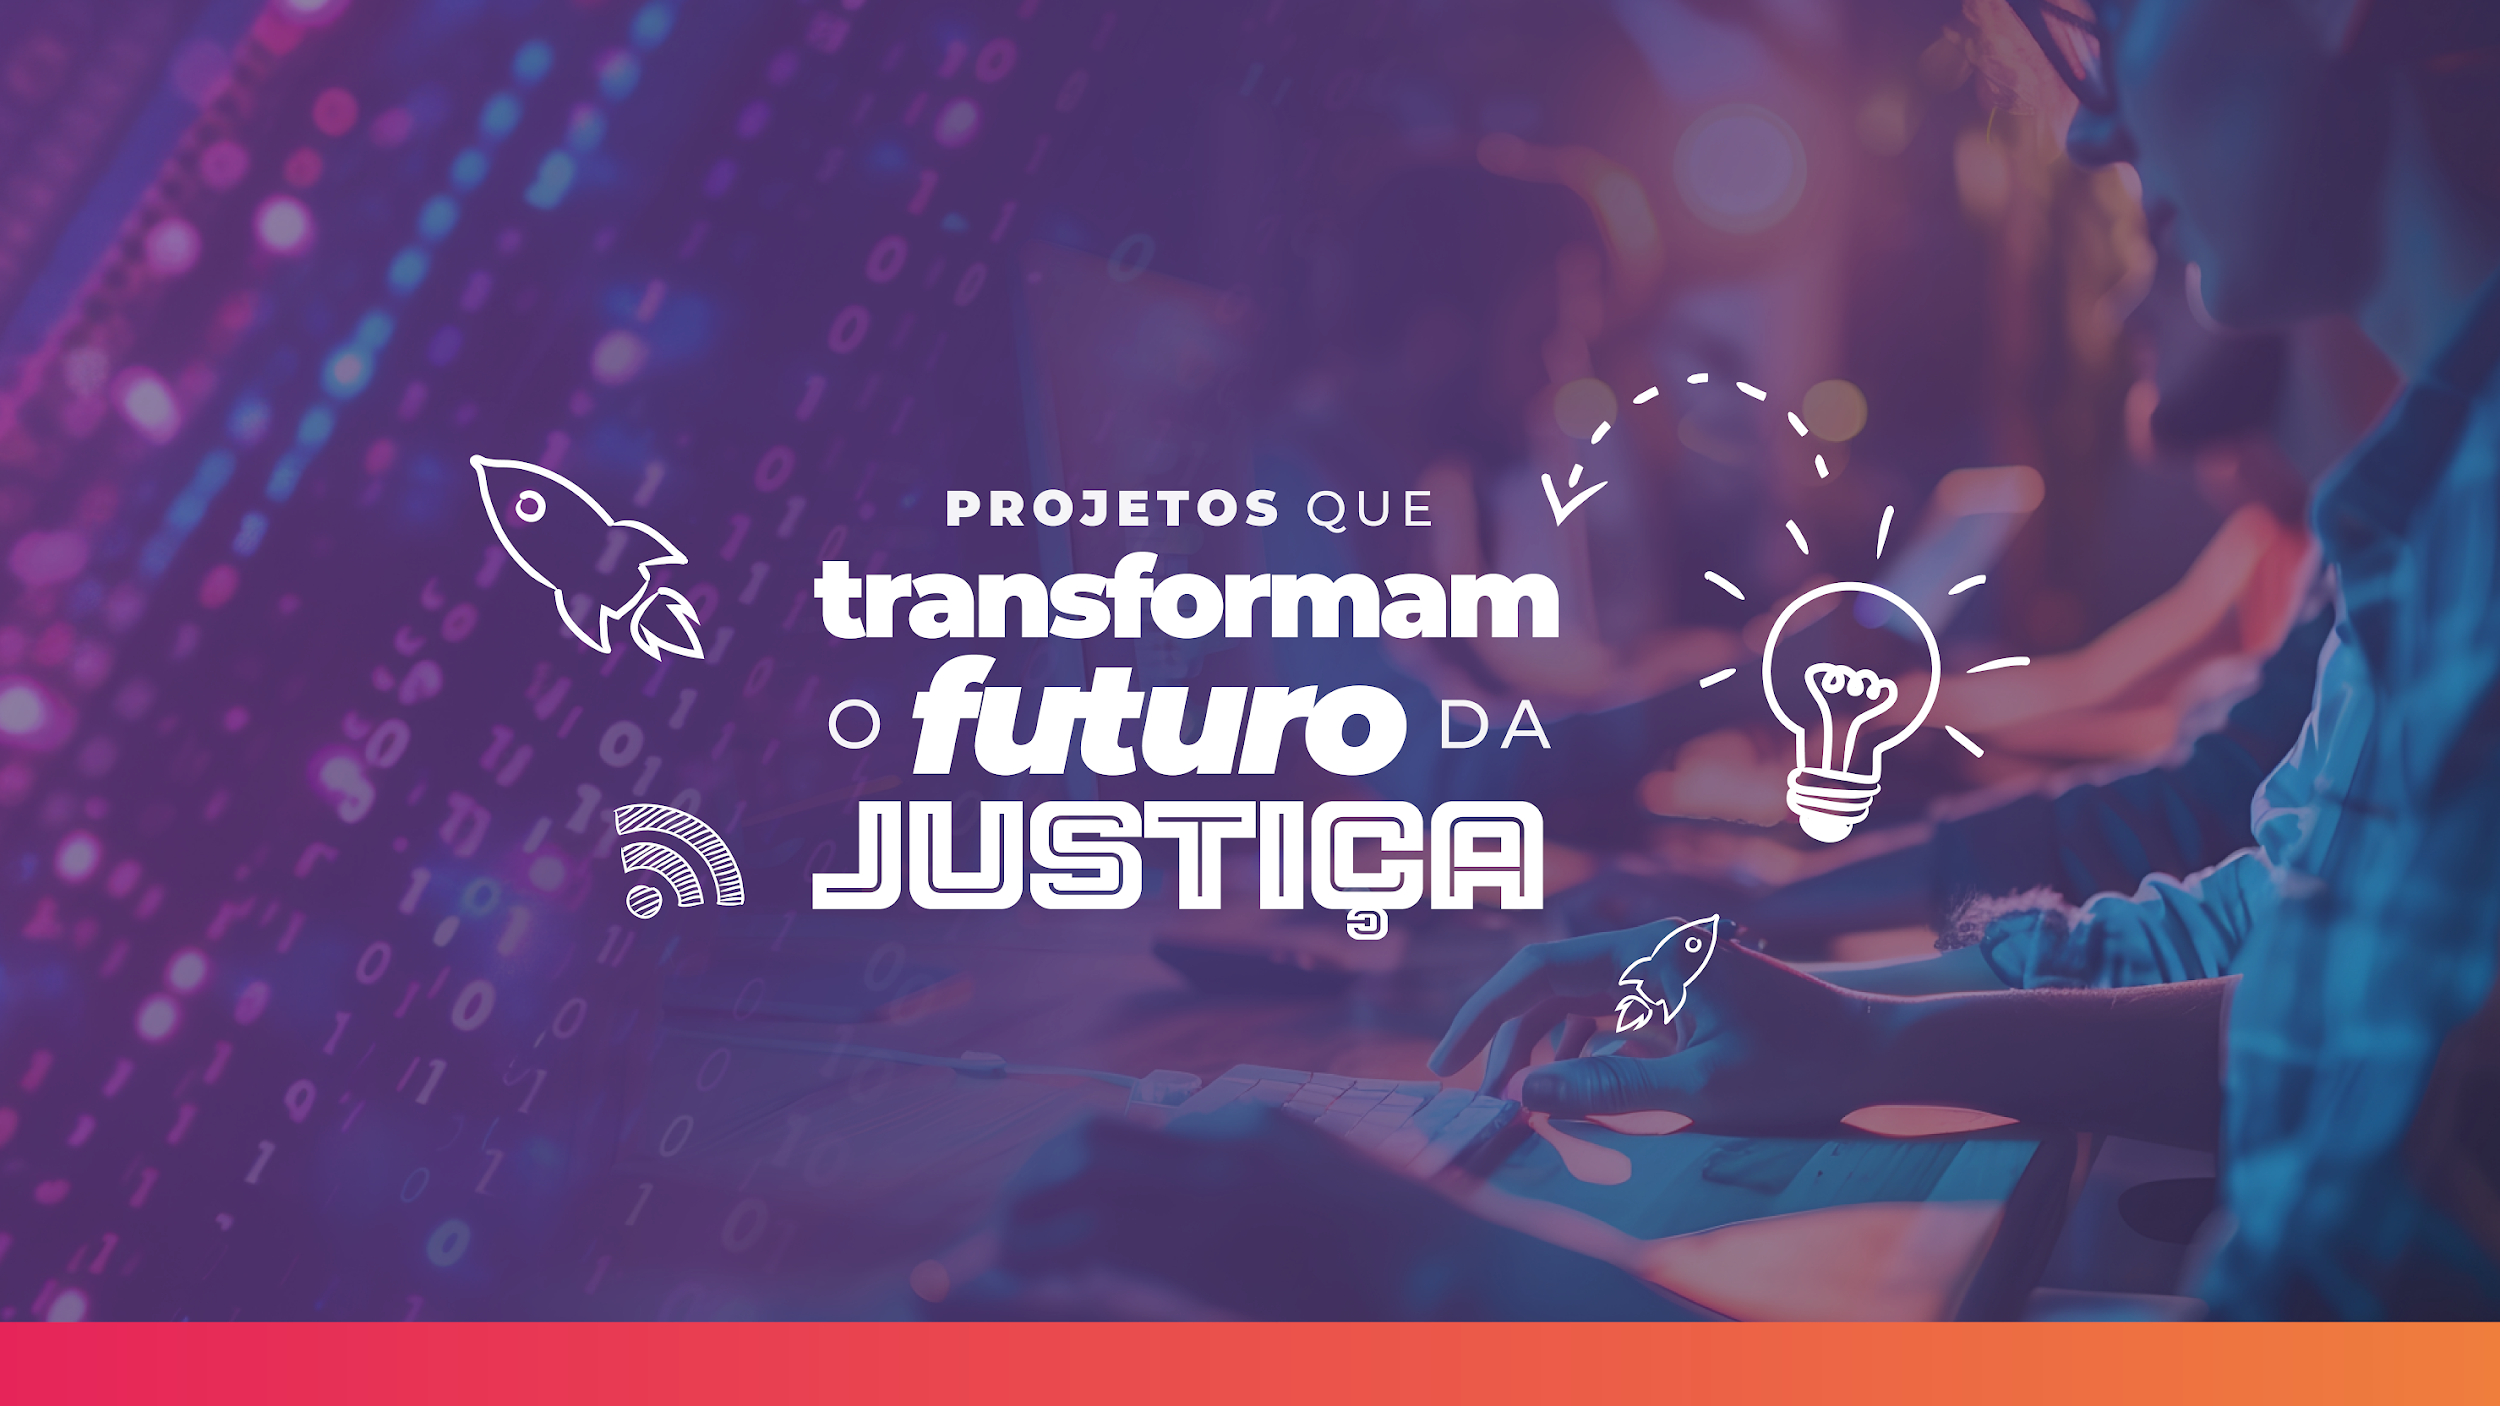 PROJETOS QUE
transformam
O futuro DA
JUSTIÇA